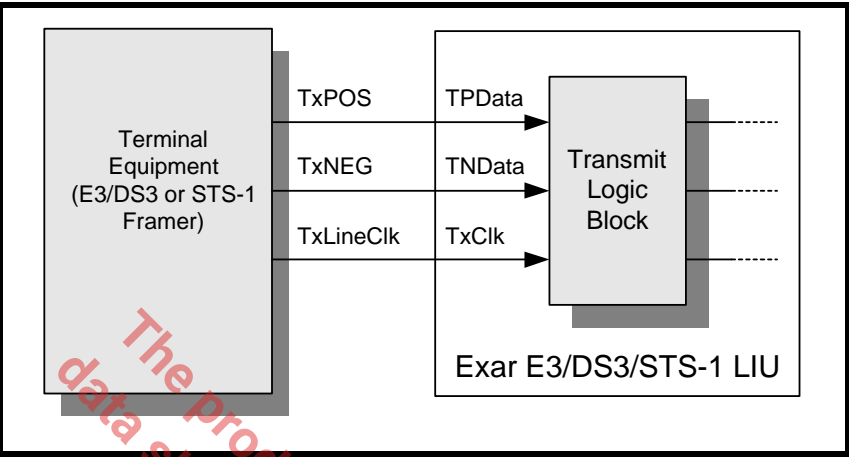 Terminal
Equipment
(E3/DS3 or STS-1
Framer)
TxPOS
TPData
TxNEG
TNData
TxLineClk
TxClk
Transmit
Logic
Block
Exar E3/DS3/STS-1 LIU
The
data